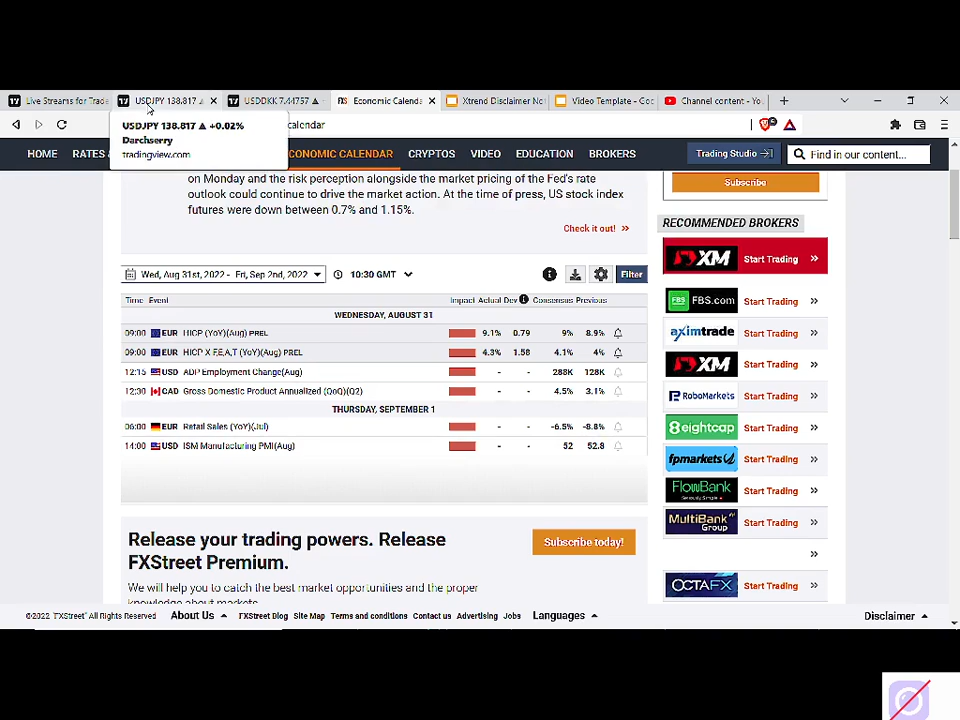 Live Streams for Trade
USDJPY 138.817 ▲
USDDKK 7.44757 ▲
FXS Economic Calenda
Xtrend Disclaimer Not
Video Template - Goo
Channel content - You
USDJPY 138.817 ▲ +0.02%
Darchserry
tradingview.com
calendar
HOME
RATES &
ECONOMIC CALENDAR
CRYPTOS
VIDEO
EDUCATION
BROKERS
Trading Studio
Find in our content...
on Monday and the risk perception alongside the market pricing of the Fed's rate
outlook could continue to drive the market action. At the time of press, US stock index
futures were down between 0.7% and 1.15%.
Check it out! »
Subscribe
RECOMMENDED BROKERS
Wed, Aug 31st, 2022 - Fri, Sep 2nd, 2022
10:30 GMT
Filter
Time Event Impact Actual Dev Consensus Previous
WEDNESDAY, AUGUST 31
09:00 EUR HICP (YoY)(Aug) PREL 9.1% 0.79 9% 8.9%
09:00 EUR HICP X F,E,A,T (YoY)(Aug) PREL 4.3% 1.58 4.1% 4%
12:15 USD ADP Employment Change(Aug) - - 288K 128K
12:30 CAD Gross Domestic Product Annualized (QoQ)(Q2) - - 4.5% 3.1%
THURSDAY, SEPTEMBER 1
06:00 EUR Retail Sales (YoY)(Jul) - - -6.5% -8.8%
14:00 USD ISM Manufacturing PMI(Aug) - - 52 52.8
XM Start Trading »
FBS FBS.com Start Trading »
aximtrade Start Trading »
XM Start Trading »
RoboMarkets Start Trading »
eightcap Start Trading »
fpmarkets Start Trading »
FlowBank Start Trading »
MultiBank Group Start Trading »
»
OCTAFX Start Trading »
Release your trading powers. Release
FXStreet Premium.
Subscribe today!
We will help you to catch the best market opportunities and the proper
knowledge about markets
©2022 "FXStreet" All Rights Reserved
About Us
FXStreet Blog
Site Map
Terms and conditions
Contact us
Advertising
Jobs
Languages
Disclaimer